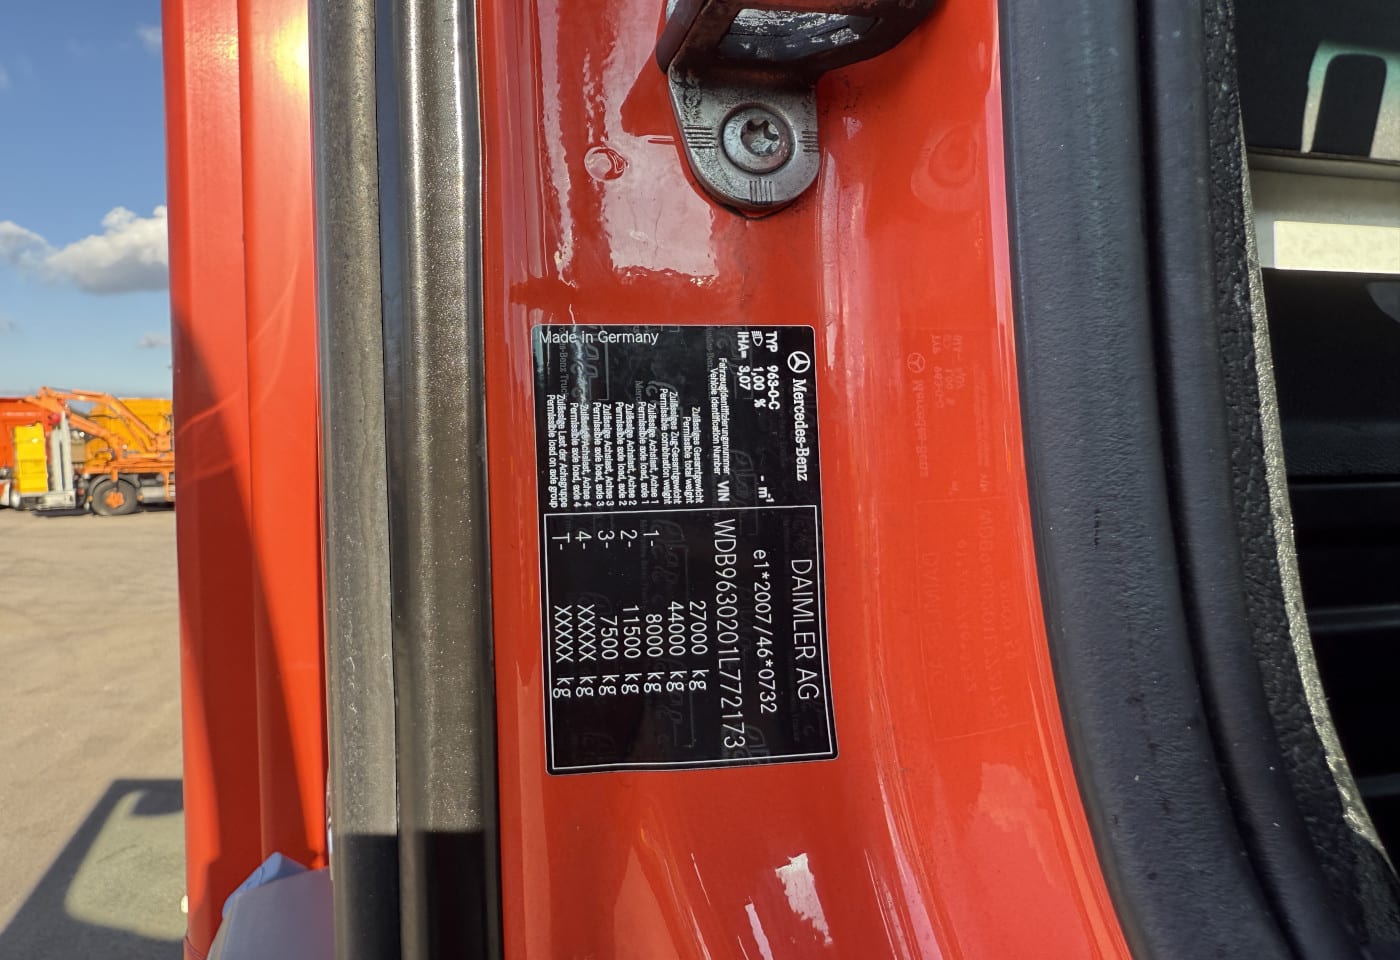 Mercedes-Benz
TYP 963-0-C
1,00 % - m⁻¹
IHA= 3,07
DAIMLER AG
e1*2007/46*0732
Fahrzeugidentifizierungsnummer
Vehicle Identification Number VIN
WDB9630201L772173
Zulässiges Gesamtgewicht
Permissible total weight
27000 kg
Zulässiges Zug-Gesamtgewicht
Permissible combination weight
44000 kg
Zulässige Achslast, Achse 1
Permissible axle load, axle 1
1- 8000 kg
Zulässige Achslast, Achse 2
Permissible axle load, axle 2
2- 11500 kg
Zulässige Achslast, Achse 3
Permissible axle load, axle 3
3- 7500 kg
Zulässige Achslast, Achse 4
Permissible axle load, axle 4
4- XXXXX kg
Zulässige Last der Achsgruppe
Permissible load on axle group
T- XXXXX kg
Made in Germany